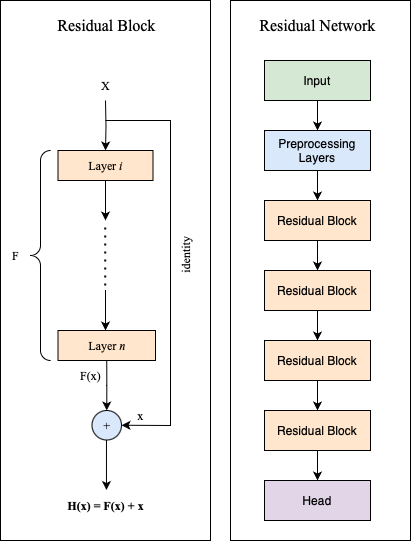 Residual Block
X
Layer i
F
identity
Layer n
F(x)
x
+
H(x) = F(x) + x
Residual Network
Input
Preprocessing
Layers
Residual Block
Residual Block
Residual Block
Residual Block
Head